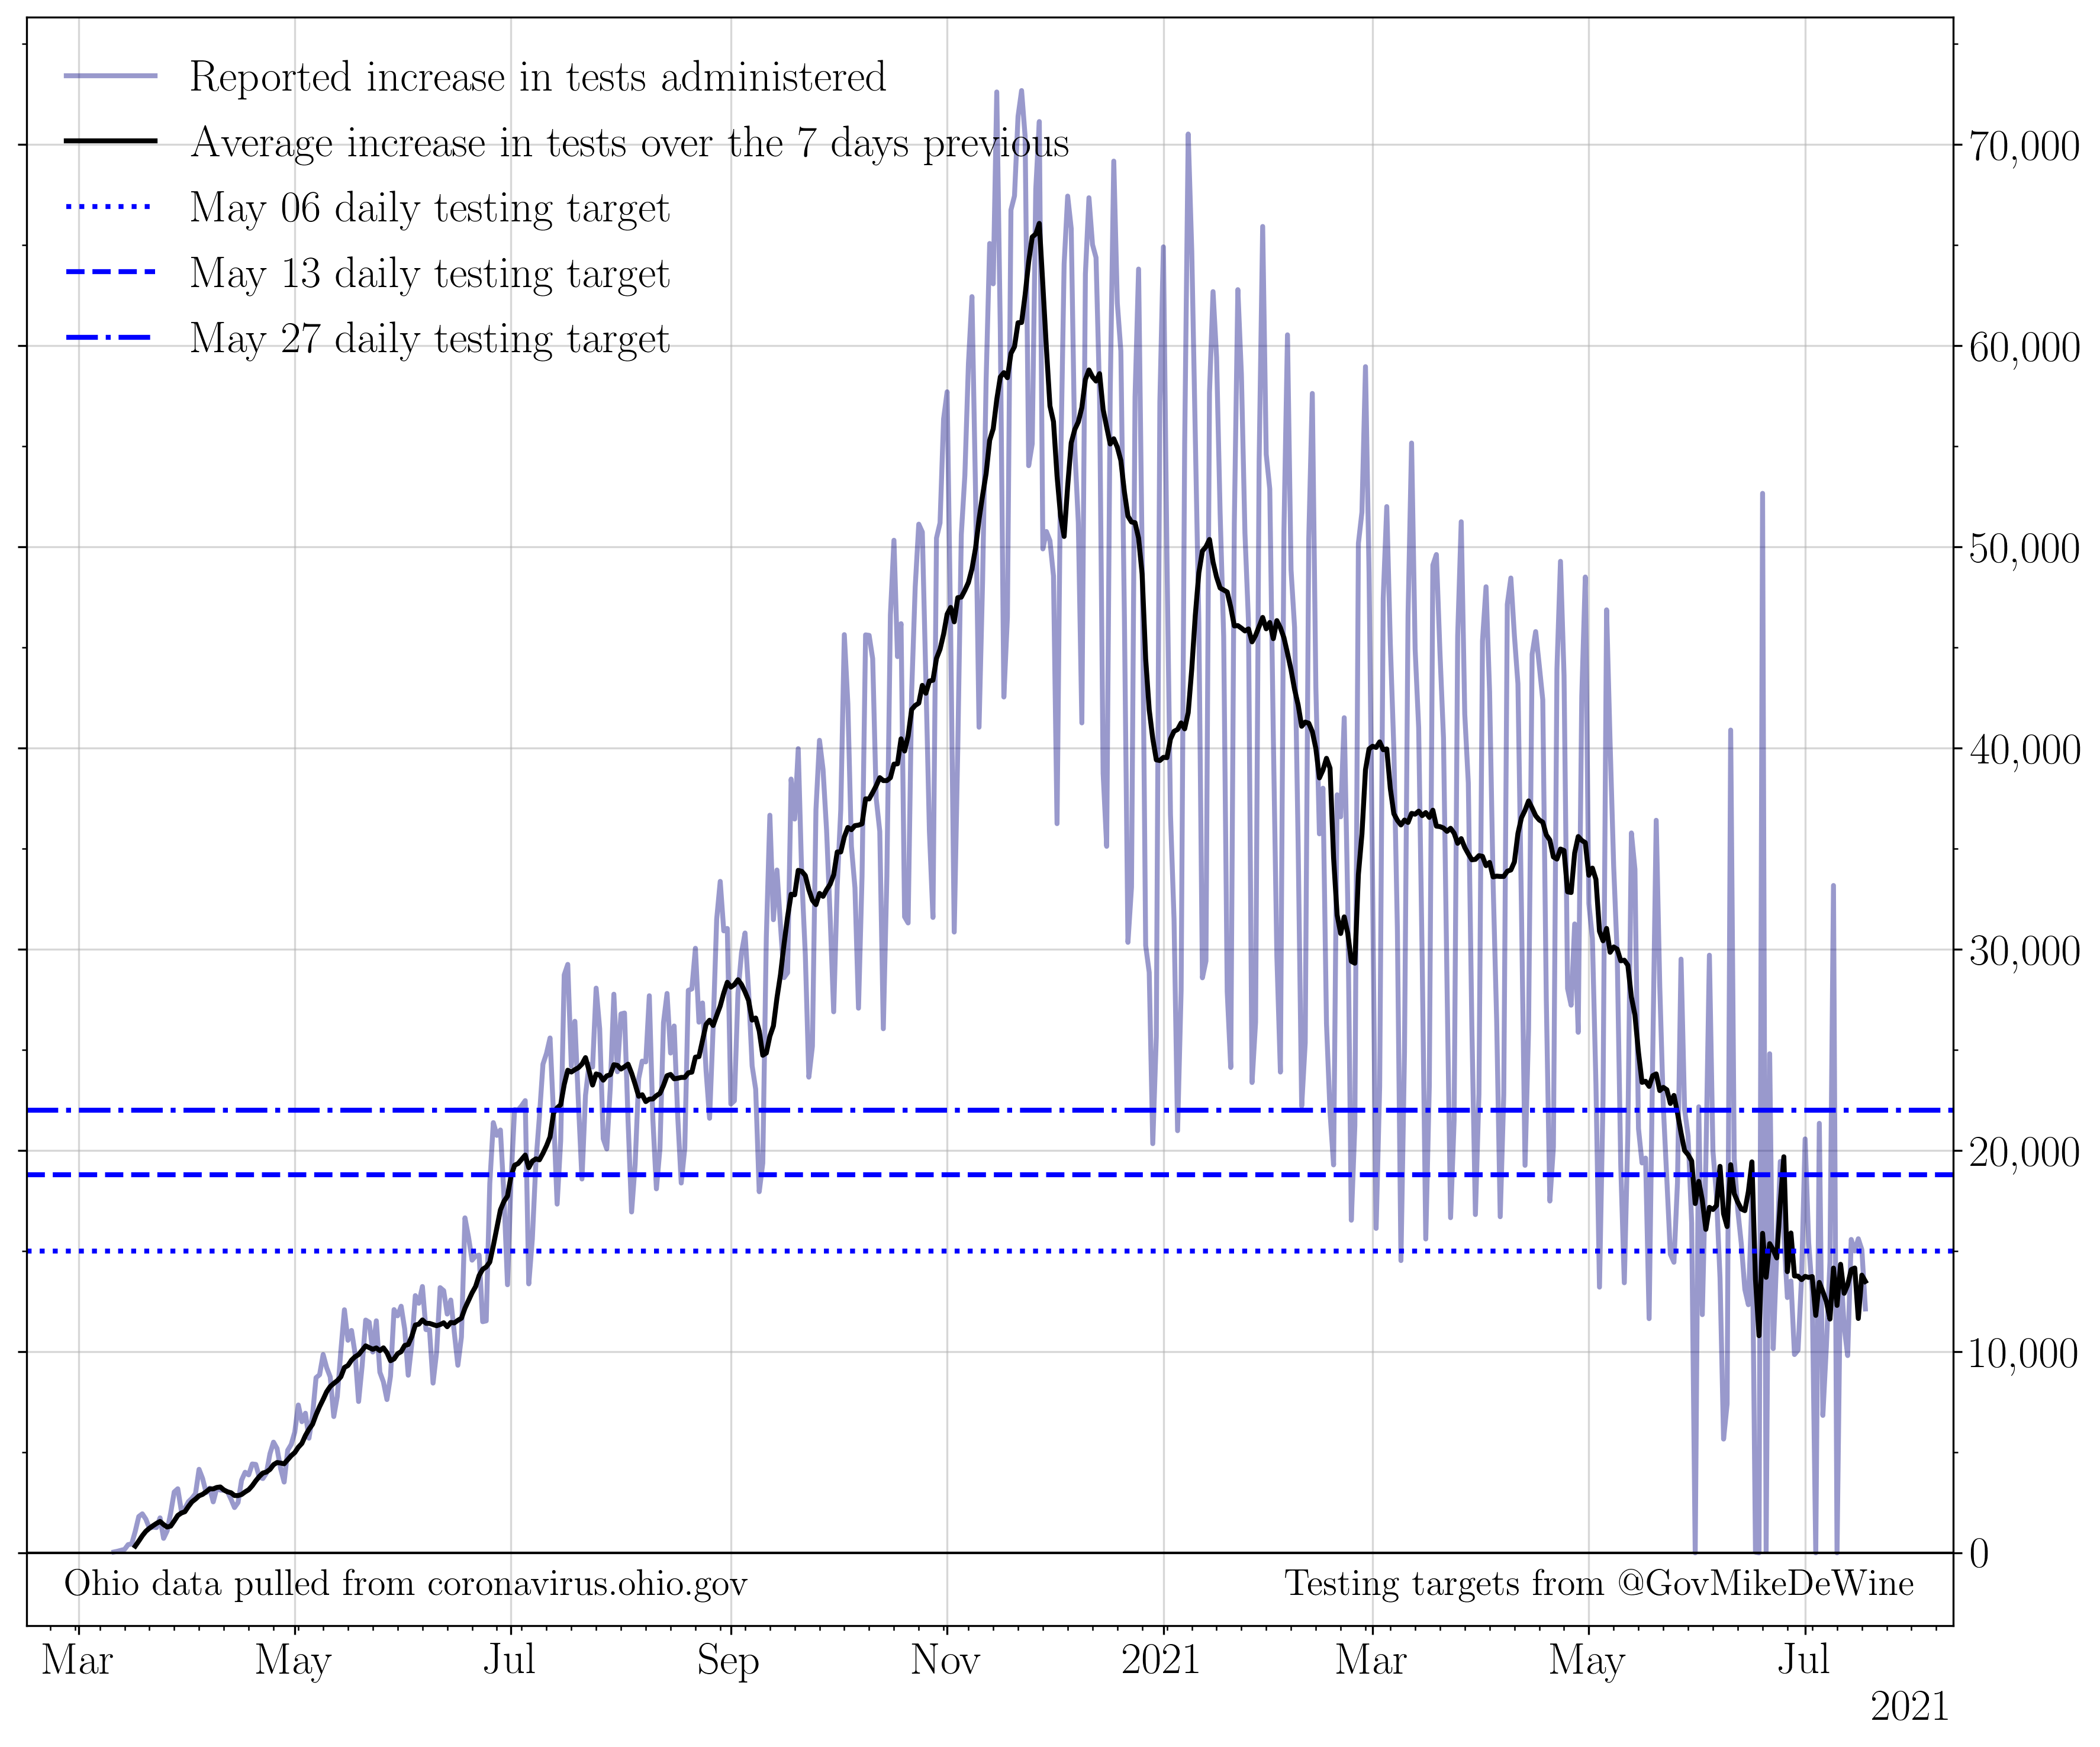 Reported increase in tests administered
Average increase in tests over the 7 days previous
May 06 daily testing target
May 13 daily testing target
May 27 daily testing target
70,000
60,000
50,000
40,000
30,000
20,000
10,000
0
Ohio data pulled from coronavirus.ohio.gov
Testing targets from @GovMikeDeWine
Mar May Jul Sep Nov 2021 Mar May Jul
2021